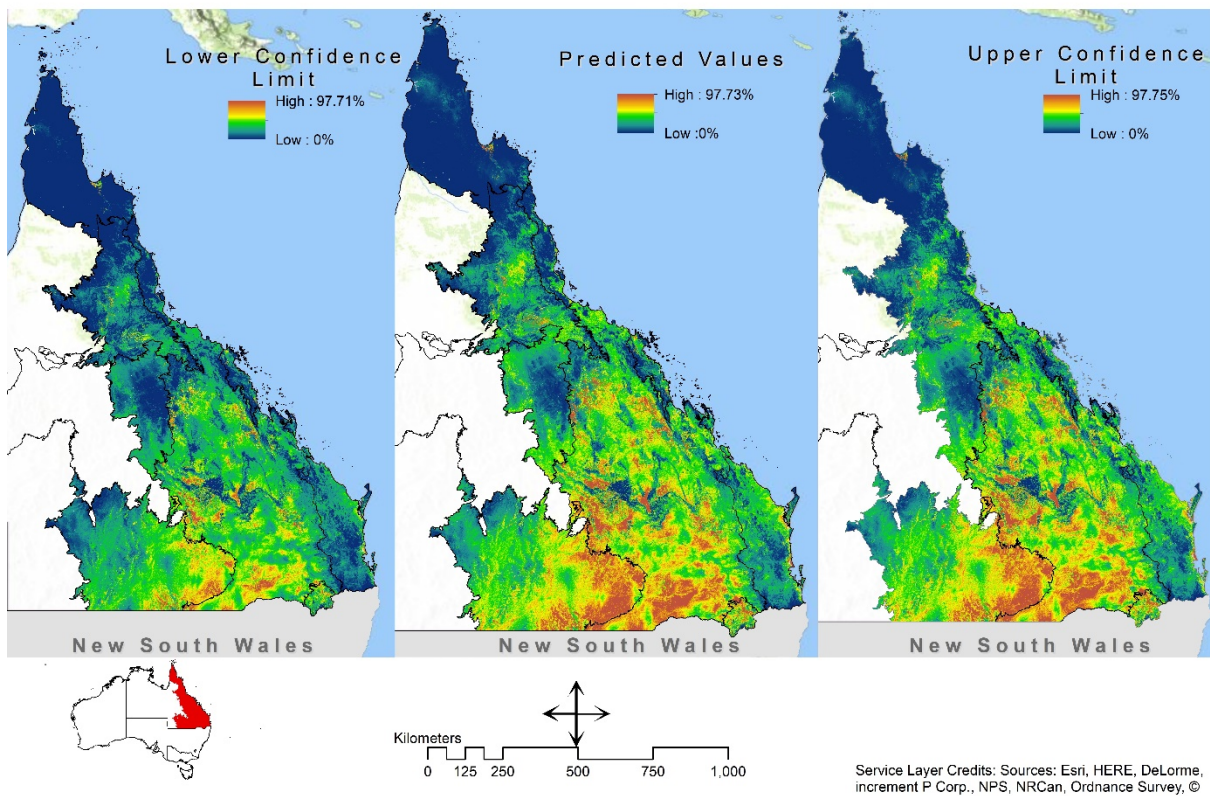 Lower Confidence
Limit
High : 97.71%
Low : 0%
Predicted Values
High : 97.73%
Low :0%
Upper Confidence
Limit
High : 97.75%
Low : 0%
New South Wales
New South Wales
New South Wales
Kilometers
0 125 250 500 750 1,000
Service Layer Credits: Sources: Esri, HERE, DeLorme,
increment P Corp., NPS, NRCan, Ordnance Survey, ©